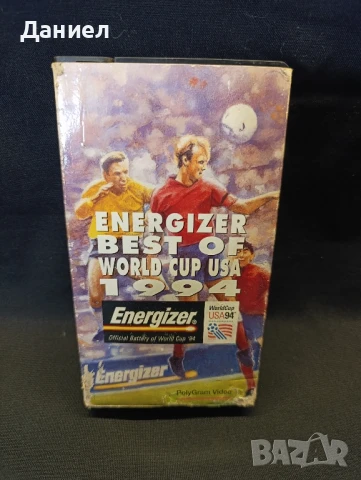 Даниел
ENERGIZER
BEST OF
WORLD CUP USA
1994
Energizer®
Official Battery of World Cup '94
WorldCup
USA94
Energizer
PolyGram Video
BAZAR